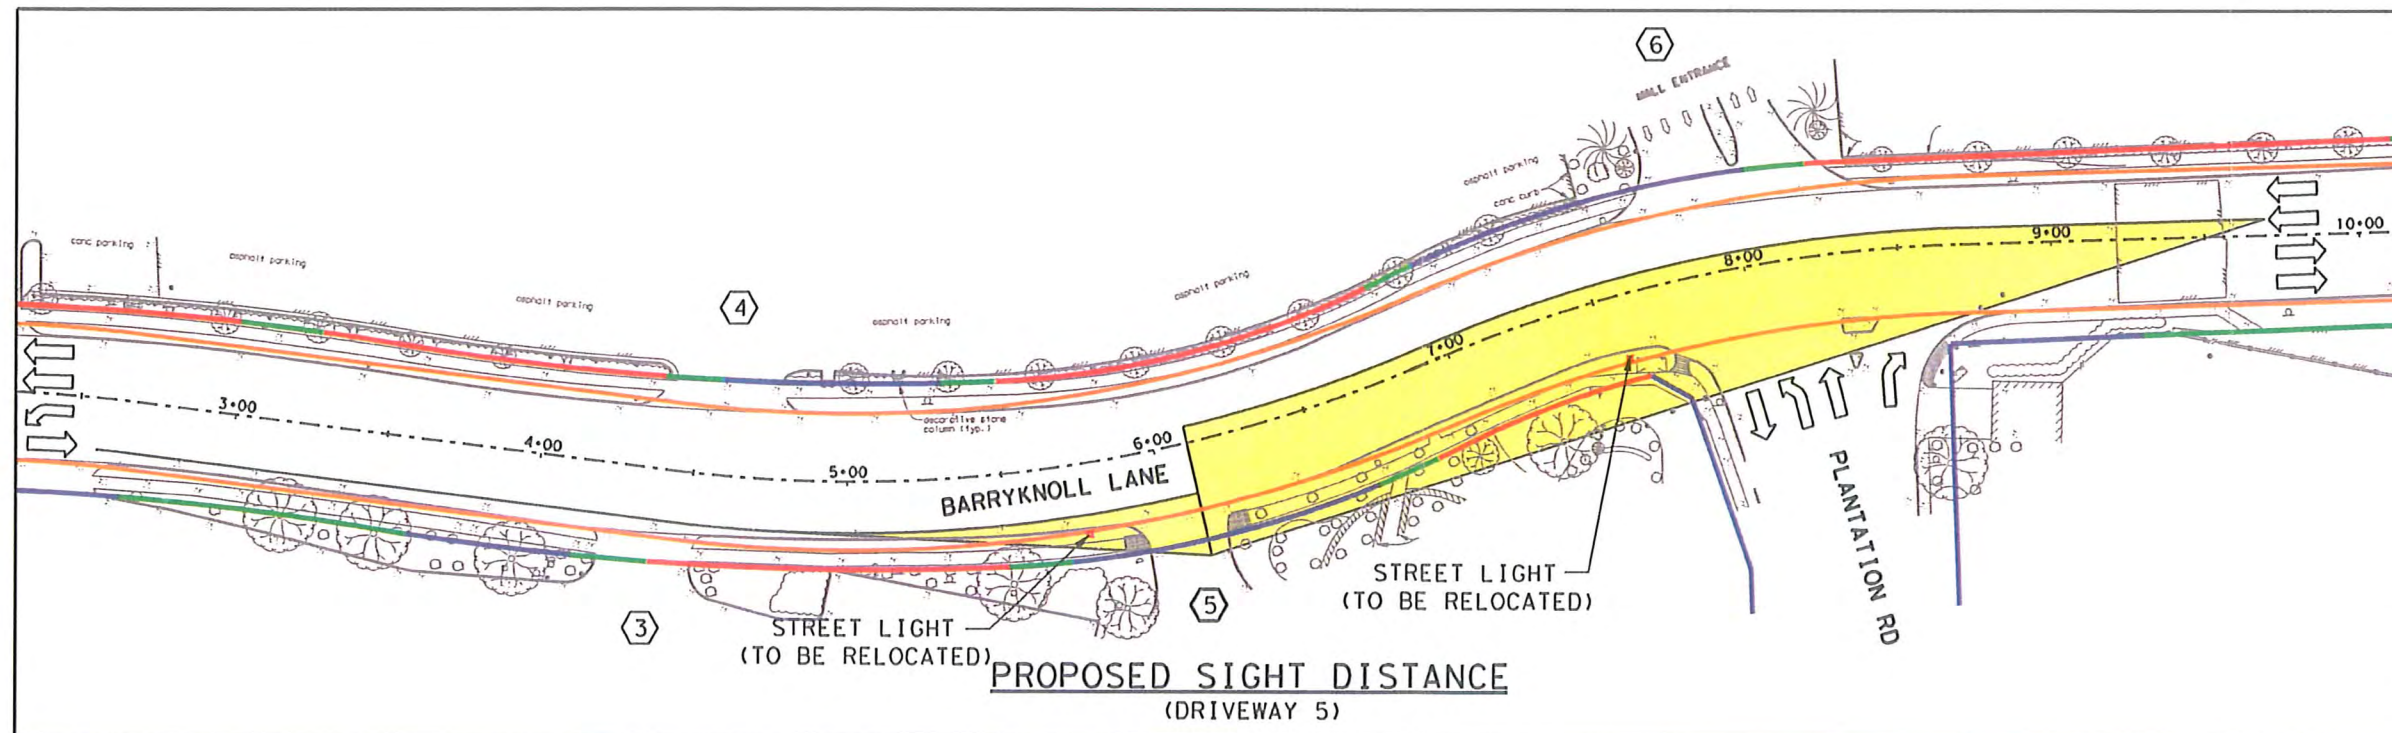 6
MALL ENTRANCE
asphalt parking
conc curb
conc parking
asphalt parking
asphalt parking
4
asphalt parking
asphalt parking
decorative stone
column (typ.)
3+00
4+00
5+00
6+00
7+00
8+00
9+00
10+00
BARRYKNOLL LANE
PLANTATION RD
STREET LIGHT
(TO BE RELOCATED)
5
3
STREET LIGHT
(TO BE RELOCATED)
PROPOSED SIGHT DISTANCE
(DRIVEWAY 5)